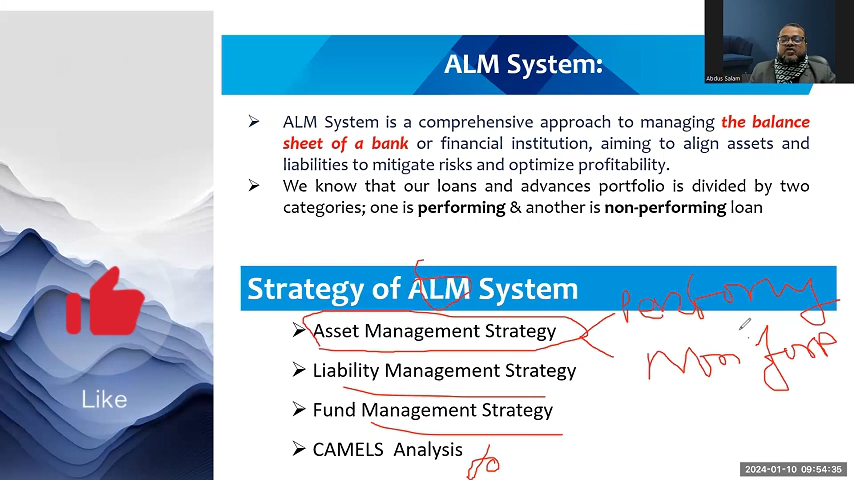 ALM System:
Abdus Salam
➢ ALM System is a comprehensive approach to managing the balance
sheet of a bank or financial institution, aiming to align assets and
liabilities to mitigate risks and optimize profitability.
➢ We know that our loans and advances portfolio is divided by two
categories; one is performing & another is non-performing loan
Strategy of ALM System
➢ Asset Management Strategy
➢ Liability Management Strategy
➢ Fund Management Strategy
➢ CAMELS Analysis
Performing
Non
Like
2024-01-10 09:54:35